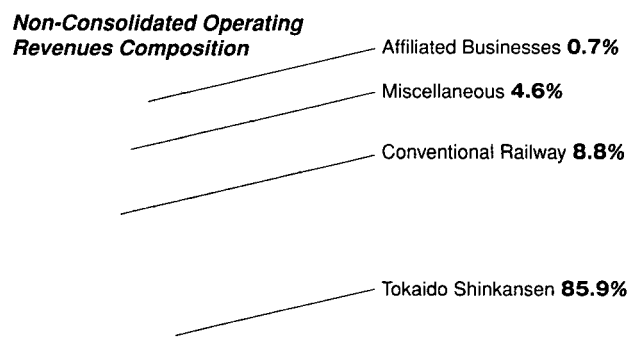 Non-Consolidated Operating
Revenues Composition
Affiliated Businesses 0.7%
Miscellaneous 4.6%
Conventional Railway 8.8%
Tokaido Shinkansen 85.9%